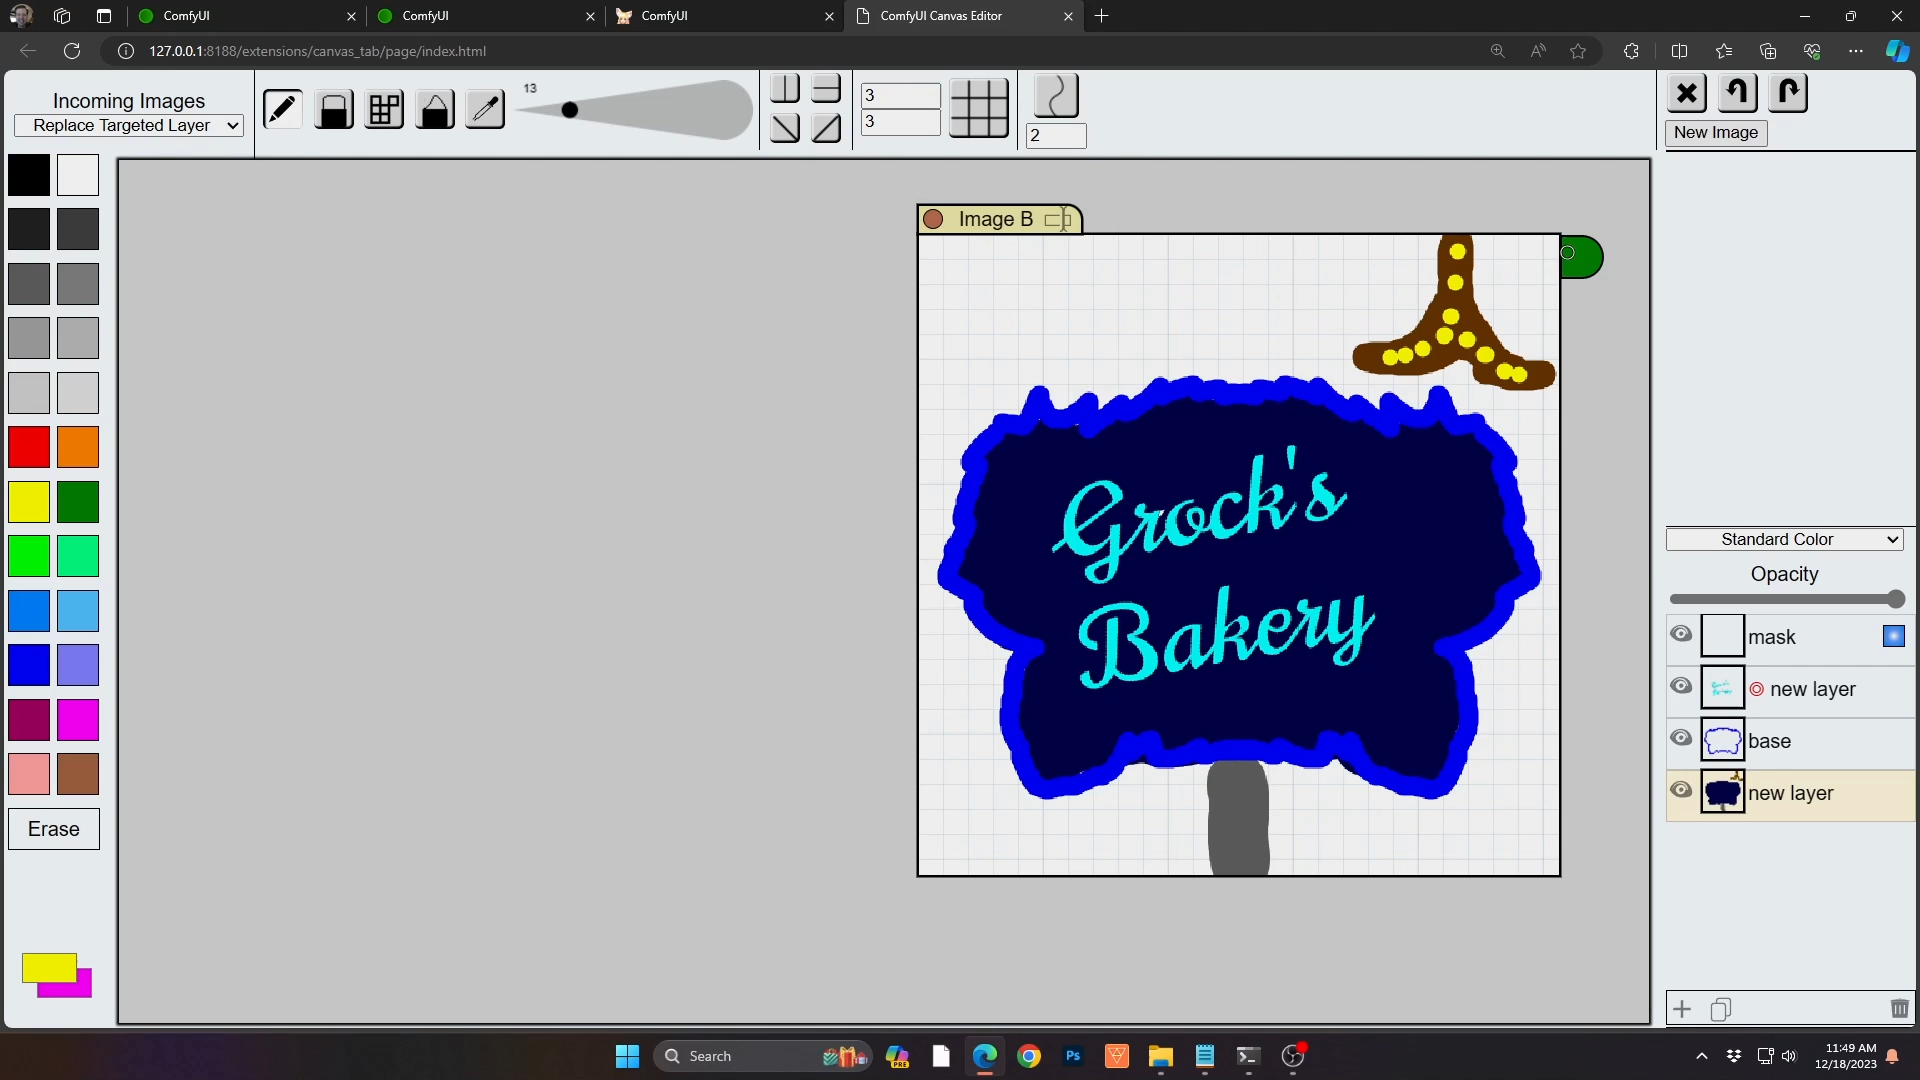 ComfyUI
ComfyUI
ComfyUI
ComfyUI Canvas Editor
127.0.0.1:8188/extensions/canvas_tab/page/index.html
Incoming Images
Replace Targeted Layer
13
3
3
2
New Image
Image B
Grock's
Bakery
Standard Color
Opacity
mask
new layer
base
new layer
Erase
Search
PRE
Ps
11:49 AM
12/18/2023